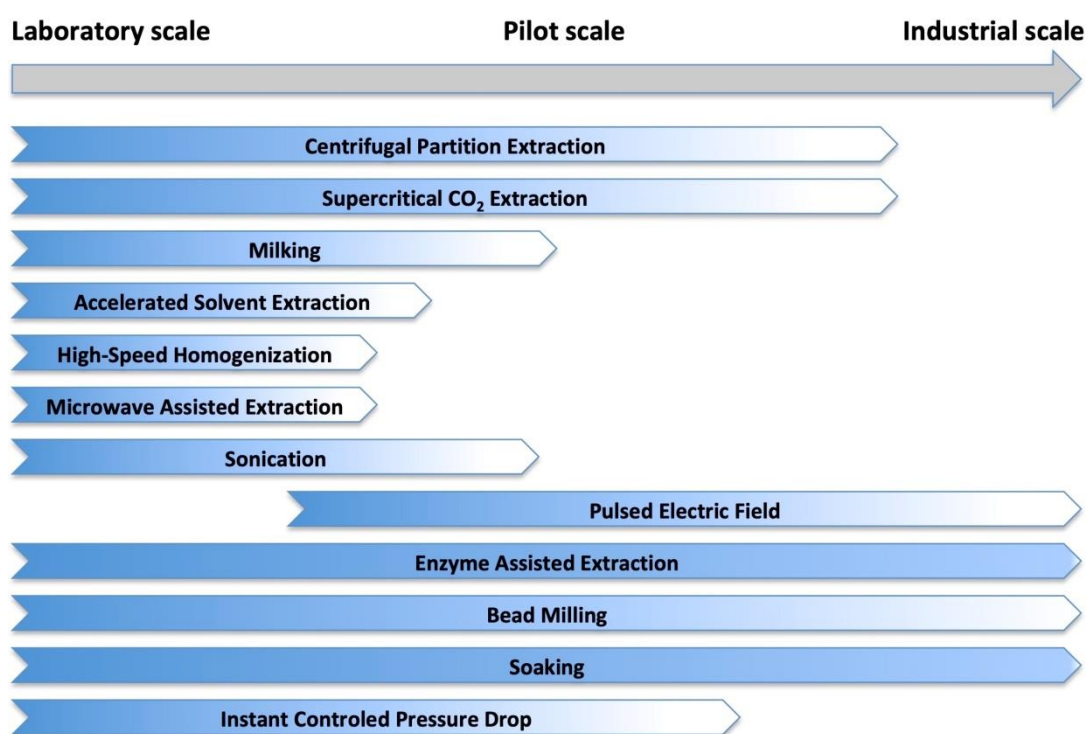 Laboratory scale Pilot scale Industrial scale
Centrifugal Partition Extraction
Supercritical CO₂ Extraction
Milking
Accelerated Solvent Extraction
High-Speed Homogenization
Microwave Assisted Extraction
Sonication
Pulsed Electric Field
Enzyme Assisted Extraction
Bead Milling
Soaking
Instant Controled Pressure Drop